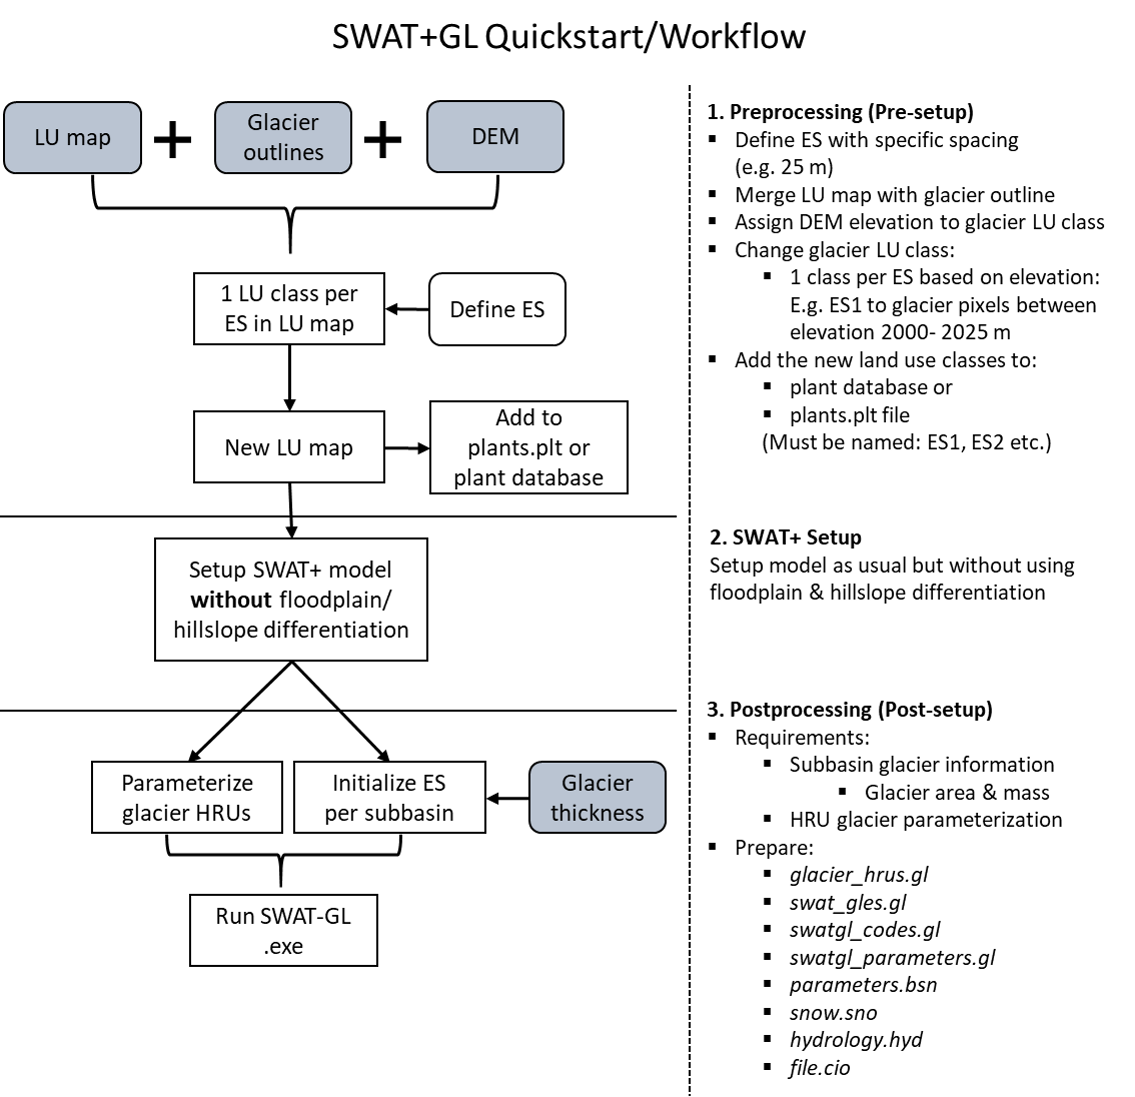 SWAT+GL Quickstart/Workflow
LU map
Glacier
outlines
DEM
1 LU class per
ES in LU map
Define ES
New LU map
Add to
plants.plt or
plant database
Setup SWAT+ model
without floodplain/
hillslope differentiation
Parameterize
glacier HRUs
Initialize ES
per subbasin
Glacier
thickness
Run SWAT-GL
.exe
1. Preprocessing (Pre-setup)
▪ Define ES with specific spacing
(e.g. 25 m)
▪ Merge LU map with glacier outline
▪ Assign DEM elevation to glacier LU class
▪ Change glacier LU class:
▪ 1 class per ES based on elevation:
E.g. ES1 to glacier pixels between
elevation 2000- 2025 m
▪ Add the new land use classes to:
▪ plant database or
▪ plants.plt file
(Must be named: ES1, ES2 etc.)
2. SWAT+ Setup
Setup model as usual but without using
floodplain & hillslope differentiation
3. Postprocessing (Post-setup)
▪ Requirements:
▪ Subbasin glacier information
▪ Glacier area & mass
▪ HRU glacier parameterization
▪ Prepare:
▪ glacier_hrus.gl
▪ swat_gles.gl
▪ swatgl_codes.gl
▪ swatgl_parameters.gl
▪ parameters.bsn
▪ snow.sno
▪ hydrology.hyd
▪ file.cio